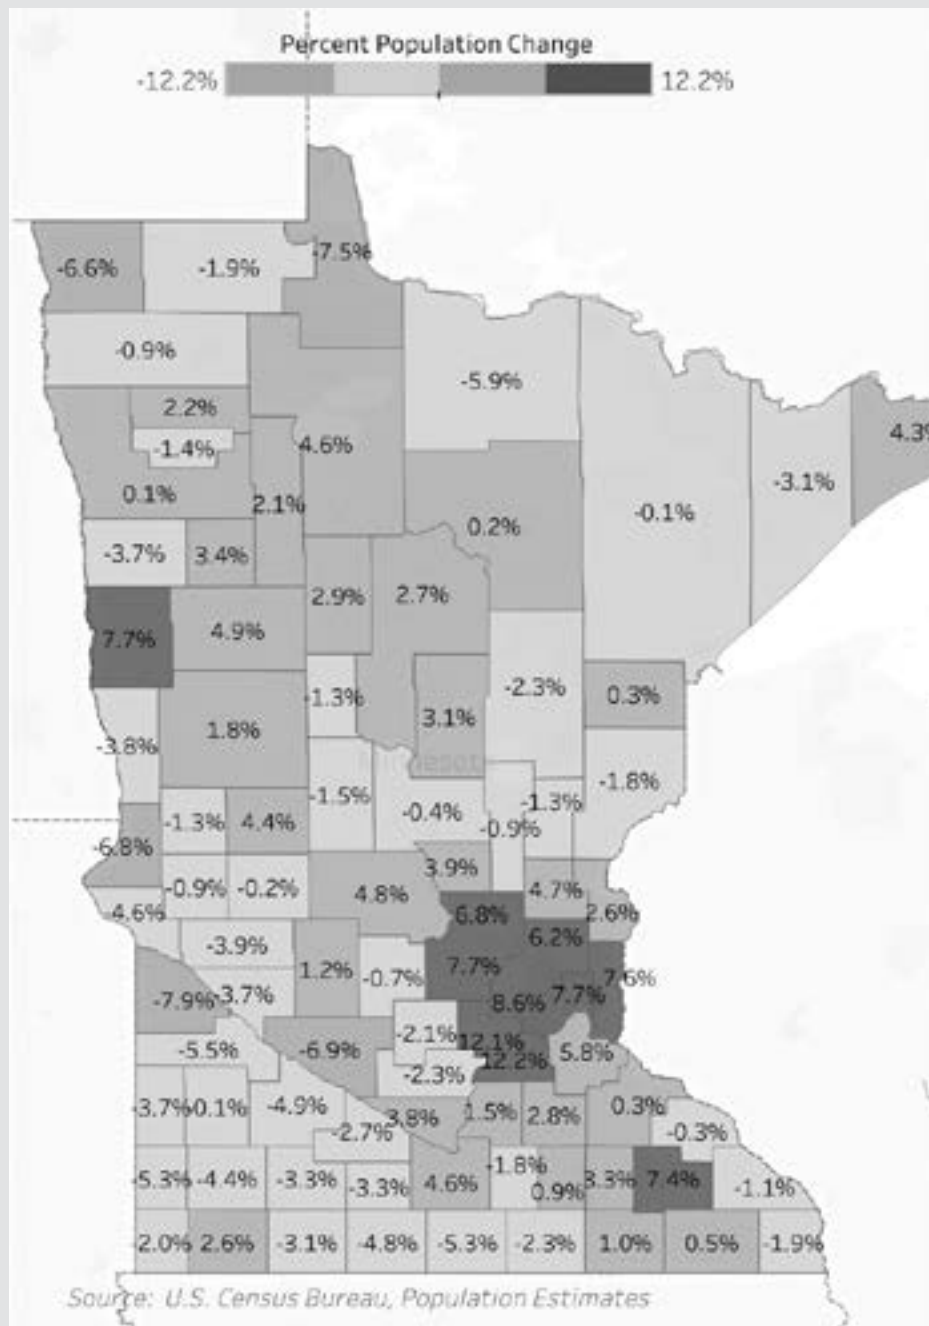 Percent Population Change
-12.2% 12.2%
-7.5%
-6.6% -1.9%
-0.9%
-5.9%
2.2%
4.3%
-1.4% 4.6%
-3.1%
0.1% 2.1%
-0.1%
0.2%
-3.7% 3.4%
2.9% 2.7%
7.7% 4.9%
-2.3% 0.3%
-1.3%
3.1%
1.8%
-3.8%
Minnesota
-1.8%
-1.5% -1.3%
-0.4%
-1.3% 4.4% -0.9%
-6.8%
3.9%
-0.9% -0.2% 4.8% 4.7%
-4.6% 6.8% 2.6%
6.2%
-3.9%
1.2% -0.7% 7.7% 7.6%
-7.9% -3.7% 8.6% 7.7%
-2.1% 12.1%
-5.5% -6.9% 12.2% 5.8%
-2.3%
-3.7% -0.1% -4.9% 3.8% 1.5% 2.8% 0.3%
-2.7% -0.3%
-1.8%
-5.3% -4.4% -3.3% -3.3% 4.6% 0.9% 3.3% 7.4% -1.1%
-2.0% 2.6% -3.1% -4.8% -5.3% -2.3% 1.0% 0.5% -1.9%
Source: U.S. Census Bureau, Population Estimates